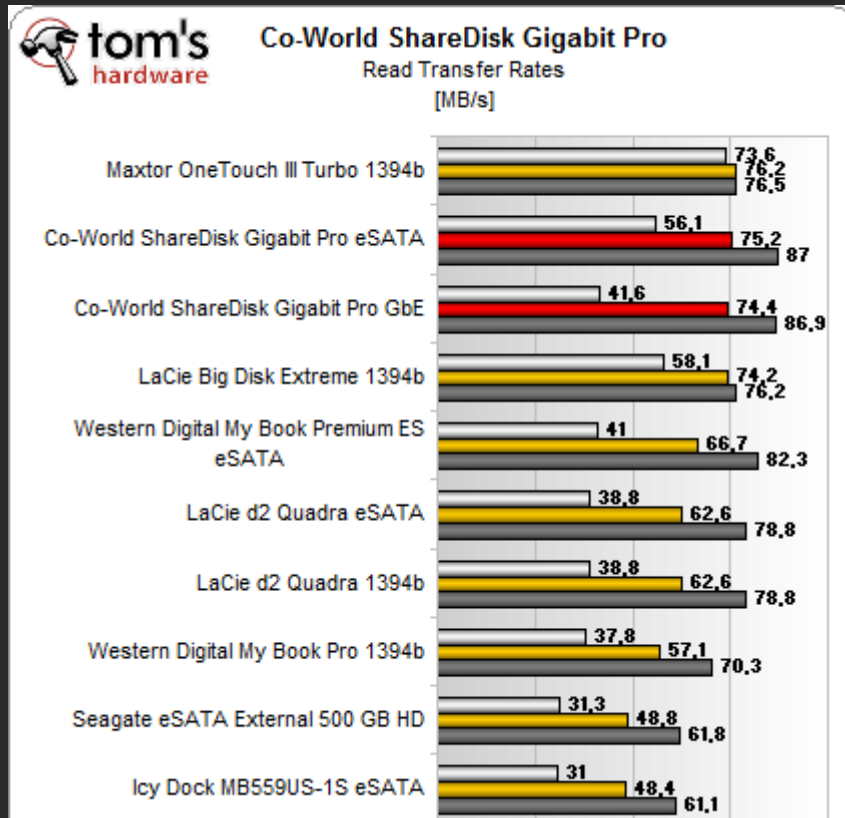 tom's
hardware
Co-World ShareDisk Gigabit Pro
Read Transfer Rates
[MB/s]
Maxtor OneTouch III Turbo 1394b
73,6
76,2
76,5
Co-World ShareDisk Gigabit Pro eSATA
56,1
75,2
87
Co-World ShareDisk Gigabit Pro GbE
41,6
74,4
86,9
LaCie Big Disk Extreme 1394b
58,1
74,2
76,2
Western Digital My Book Premium ES
eSATA
41
66,7
82,3
LaCie d2 Quadra eSATA
38,8
62,6
78,8
LaCie d2 Quadra 1394b
38,8
62,6
78,8
Western Digital My Book Pro 1394b
37,8
57,1
70,3
Seagate eSATA External 500 GB HD
31,3
48,8
61,8
Icy Dock MB559US-1S eSATA
31
48,4
61,1